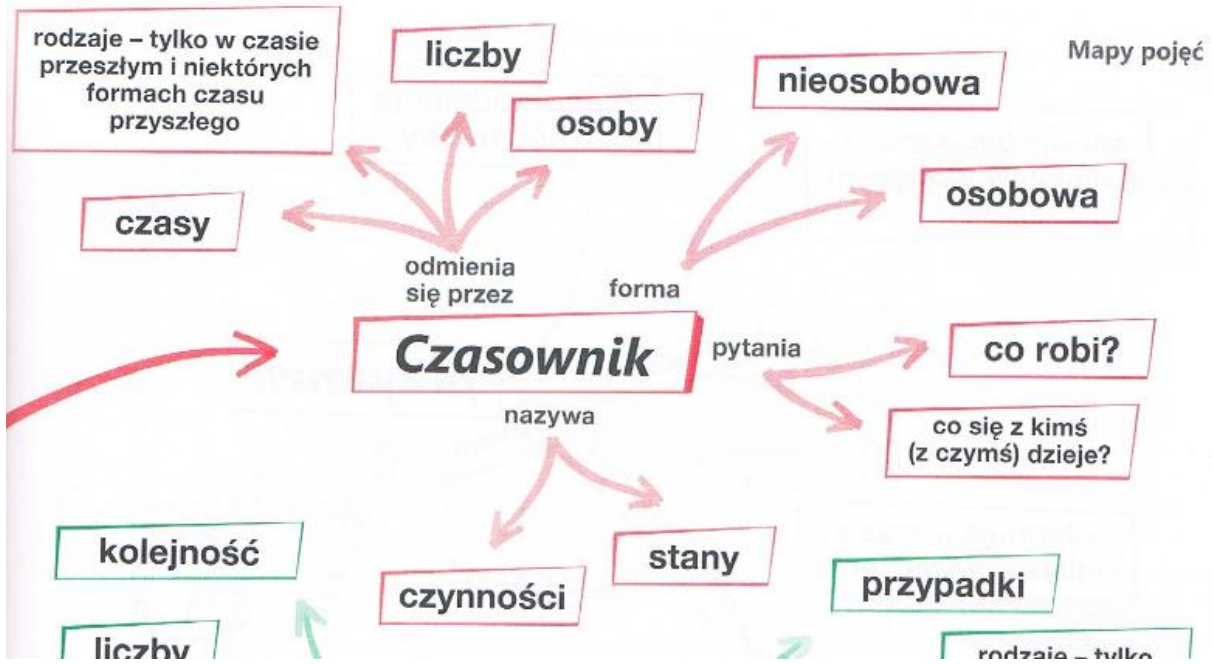 Mapy pojęć
rodzaje – tylko w czasie
przeszłym i niektórych
formach czasu
przyszłego
liczby
osoby
czasy
odmienia
się przez
nieosobowa
osobowa
forma
Czasownik
pytania
co robi?
co się z kimś
(z czymś) dzieje?
nazywa
czynności
stany
kolejność
liczby
przypadki
rodzaje – tylko